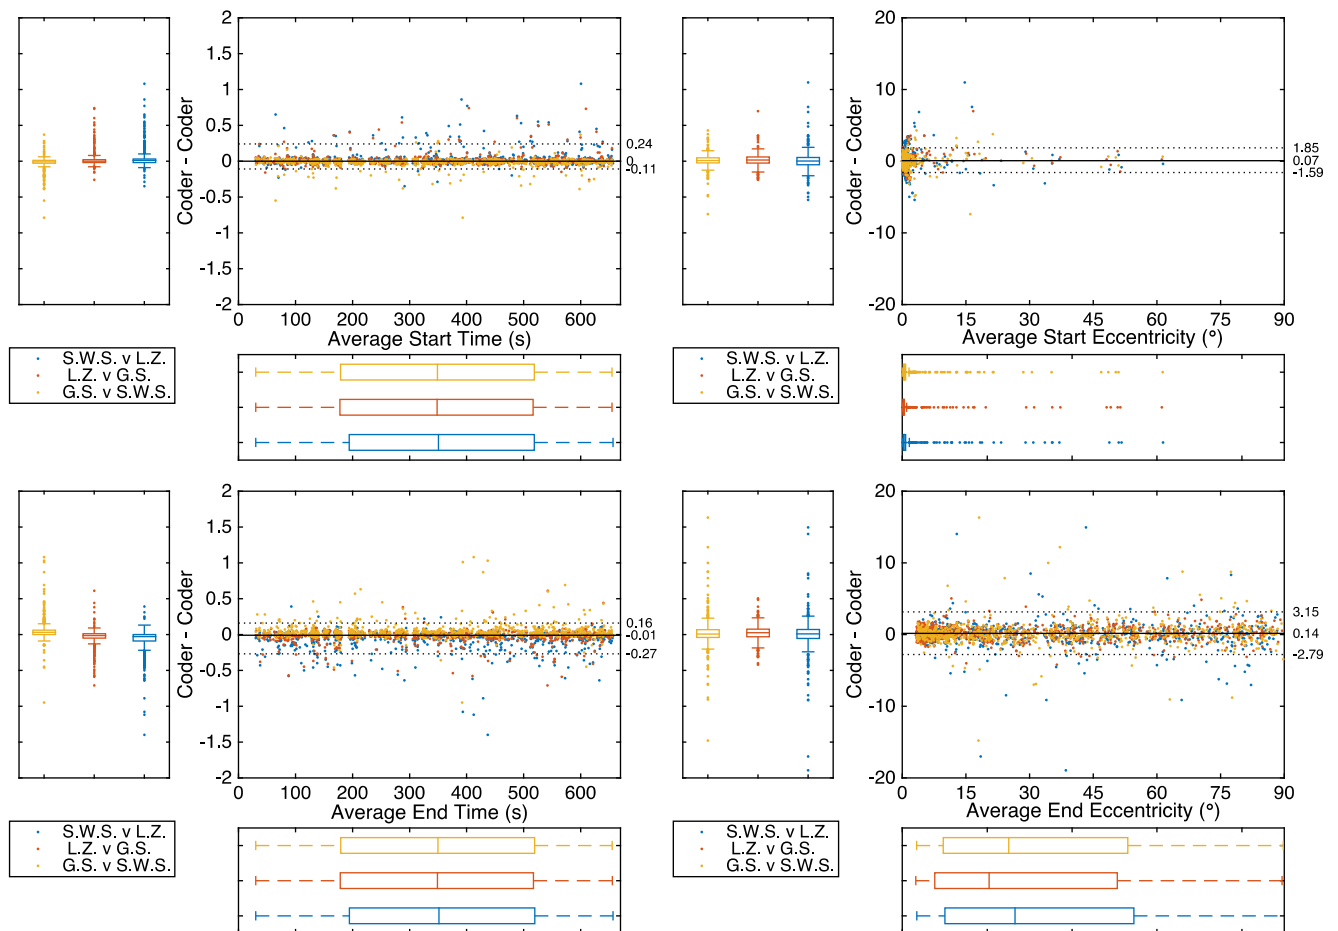 2
1.5
1
0.5
0
-0.5
-1
-1.5
-2
Coder - Coder
0.24
0
-0.11
0 100 200 300 400 500 600
Average Start Time (s)
S.W.S. v L.Z.
L.Z. v G.S.
G.S. v S.W.S.
20
10
0
-10
-20
Coder - Coder
1.85
0.07
-1.59
0 15 30 45 60 75 90
Average Start Eccentricity (°)
S.W.S. v L.Z.
L.Z. v G.S.
G.S. v S.W.S.
2
1.5
1
0.5
0
-0.5
-1
-1.5
-2
Coder - Coder
0.16
-0.01
-0.27
0 100 200 300 400 500 600
Average End Time (s)
S.W.S. v L.Z.
L.Z. v G.S.
G.S. v S.W.S.
20
10
0
-10
-20
Coder - Coder
3.15
0.14
-2.79
0 15 30 45 60 75 90
Average End Eccentricity (°)
S.W.S. v L.Z.
L.Z. v G.S.
G.S. v S.W.S.